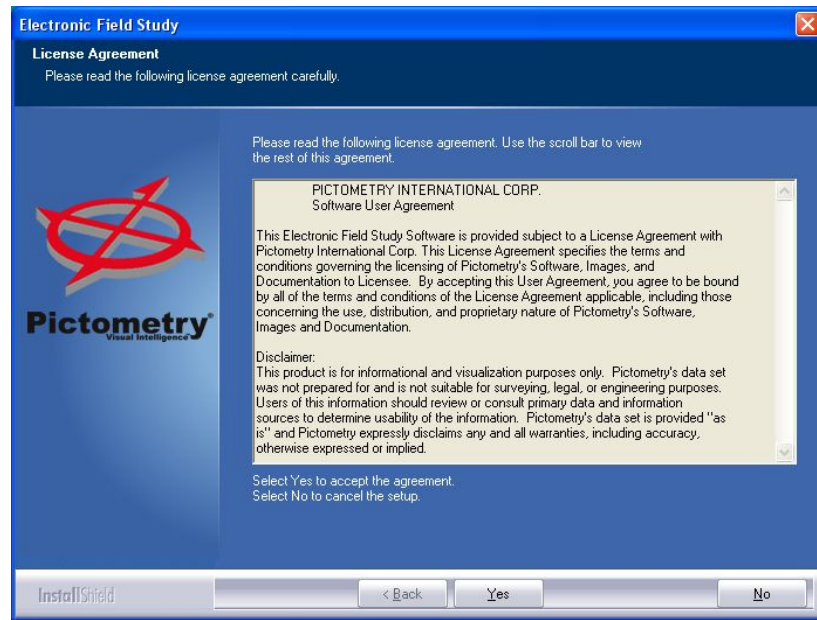 Electronic Field Study
License Agreement
Please read the following license agreement carefully.
Please read the following license agreement. Use the scroll bar to view
the rest of this agreement.
PICTOMETRY INTERNATIONAL CORP.
Software User Agreement
This Electronic Field Study Software is provided subject to a License Agreement with
Pictometry International Corp. This License Agreement specifies the terms and
conditions governing the licensing of Pictometry's Software, Images, and
Documentation to Licensee.  By accepting this User Agreement, you agree to be bound
by all of the terms and conditions of the License Agreement applicable, including those
concerning the use, distribution, and proprietary nature of Pictometry's Software,
Images and Documentation.
Disclaimer:
This product is for informational and visualization purposes only.  Pictometry's data set
was not prepared for and is not suitable for surveying, legal, or engineering purposes.
Users of this information should review or consult primary data and information
sources to determine usability of the information.  Pictometry's data set is provided "as
is" and Pictometry expressly disclaims any and all warranties, including accuracy,
otherwise expressed or implied.
Pictometry
Visual Intelligence
Select Yes to accept the agreement.
Select No to cancel the setup.
InstallShield
< Back
Yes
No